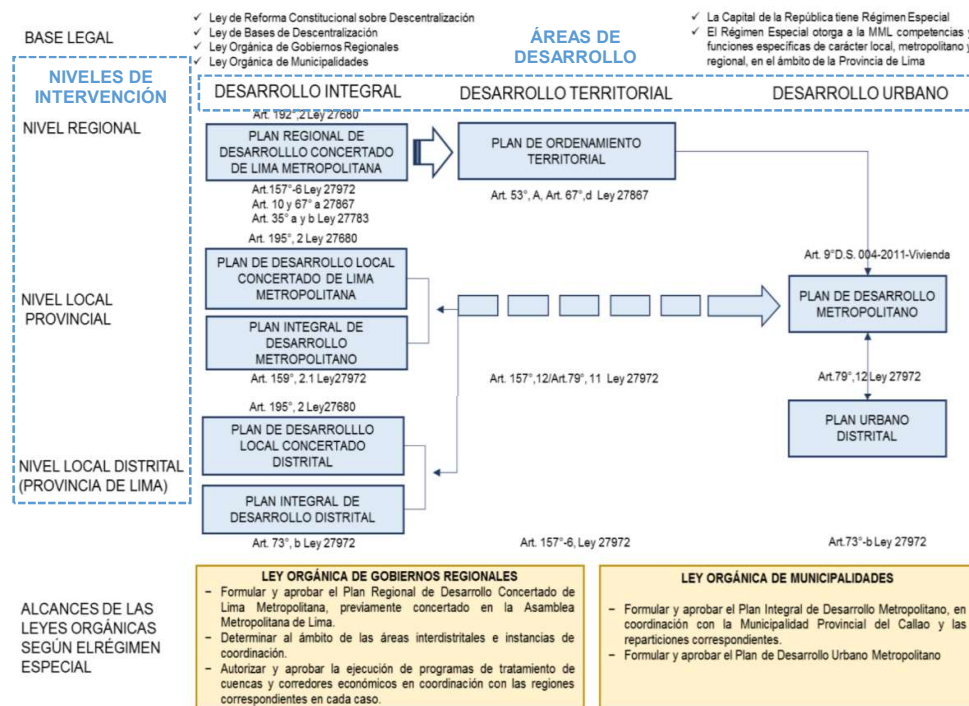 BASE LEGAL
✓ Ley de Reforma Constitucional sobre Descentralización
✓ Ley de Bases de Descentralización
✓ Ley Orgánica de Gobiernos Regionales
✓ Ley Orgánica de Municipalidades
✓ La Capital de la República tiene Régimen Especial
✓ El Régimen Especial otorga a la MML competencias y
funciones específicas de carácter local, metropolitano y
regional, en el ámbito de la Provincia de Lima
ÁREAS DE
DESARROLLO
NIVELES DE
INTERVENCIÓN
DESARROLLO INTEGRAL
DESARROLLO TERRITORIAL
DESARROLLO URBANO
NIVEL REGIONAL
Art. 192°,2 Ley 27680
PLAN REGIONAL DE
DESARROLLLO CONCERTADO
DE LIMA METROPOLITANA
PLAN DE ORDENAMIENTO
TERRITORIAL
Art.157°-6 Ley 27972
Art. 10 y 67° a 27867
Art. 35° a y b Ley 27783
Art. 53°, A, Art. 67°,d Ley 27867
Art. 195°, 2 Ley 27680
PLAN DE DESARROLLO LOCAL
CONCERTADO DE LIMA
METROPOLITANA
Art. 9°D.S. 004-2011-Vivienda
NIVEL LOCAL
PROVINCIAL
PLAN DE DESARROLLO
METROPOLITANO
PLAN INTEGRAL DE
DESARROLLO
METROPOLITANO
Art. 159°, 2.1 Ley27972
Art. 157°,12/Art.79°, 11 Ley 27972
Art.79°,12 Ley 27972
Art. 195°, 2 Ley27680
PLAN DE DESARROLLLO
LOCAL CONCERTADO
DISTRITAL
PLAN URBANO
DISTRITAL
NIVEL LOCAL DISTRITAL
(PROVINCIA DE LIMA)
PLAN INTEGRAL DE
DESARROLLO DISTRITAL
Art. 73°, b Ley 27972
Art. 157°-6, Ley 27972
Art.73°-b Ley 27972
ALCANCES DE LAS
LEYES ORGÁNICAS
SEGÚN ELRÉGIMEN
ESPECIAL
LEY ORGÁNICA DE GOBIERNOS REGIONALES
− Formular y aprobar el Plan Regional de Desarrollo Concertado de
Lima Metropolitana, previamente concertado en la Asamblea
Metropolitana de Lima.
− Determinar al ámbito de las áreas interdistritales e instancias de
coordinación.
− Autorizar y aprobar la ejecución de programas de tratamiento de
cuencas y corredores económicos en coordinación con las regiones
correspondientes en cada caso.
LEY ORGÁNICA DE MUNICIPALIDADES
− Formular y aprobar el Plan Integral de Desarrollo Metropolitano, en
coordinación con la Municipalidad Provincial del Callao y las
reparticiones correspondientes.
− Formular y aprobar el Plan de Desarrollo Urbano Metropolitano